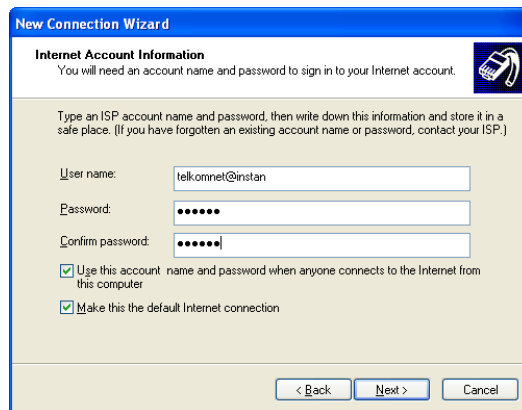 New Connection Wizard
Internet Account Information
You will need an account name and password to sign in to your Internet account.
Type an ISP account name and password, then write down this information and store it in a
safe place. (If you have forgotten an existing account name or password, contact your ISP.)
User name:
telkomnet@instan
Password:
••••••
Confirm password:
••••••
Use this account name and password when anyone connects to the Internet from
this computer
Make this the default Internet connection
< Back
Next >
Cancel